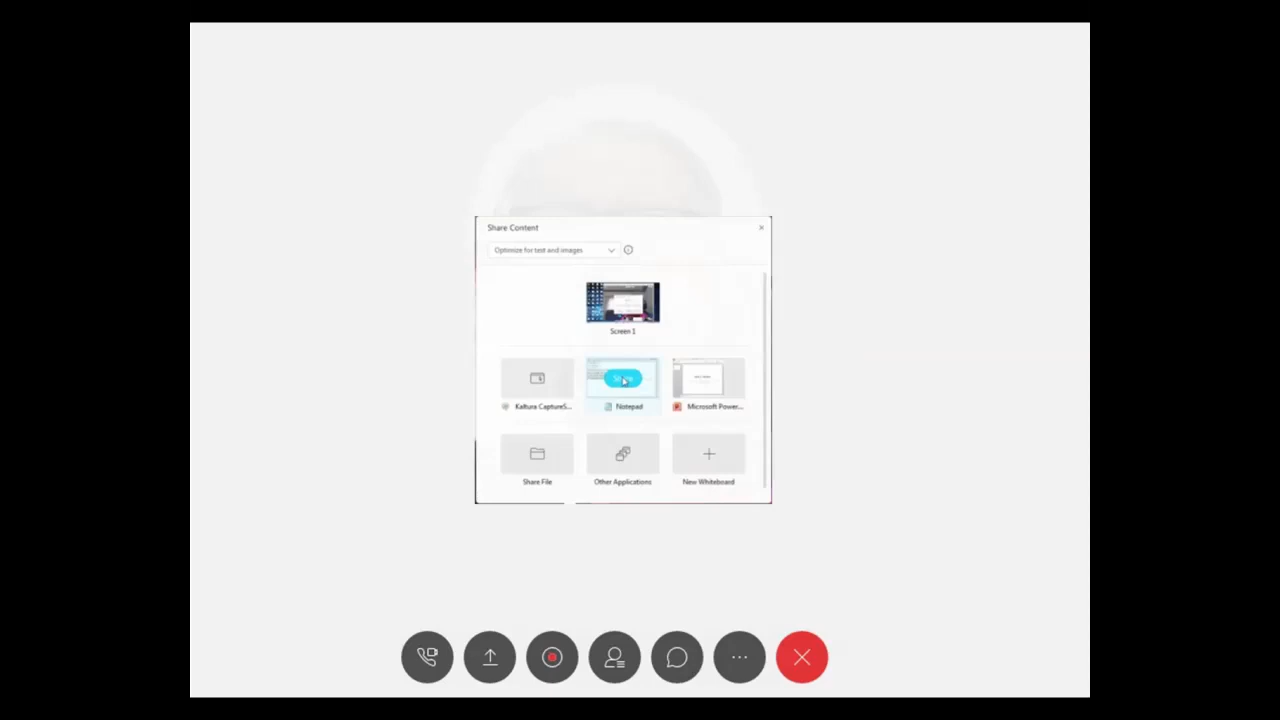 Share Content
Optimize for text and images
Screen 1
Kaltura CaptureS...
Notepad
Microsoft Power...
Share File
Other Applications
New Whiteboard